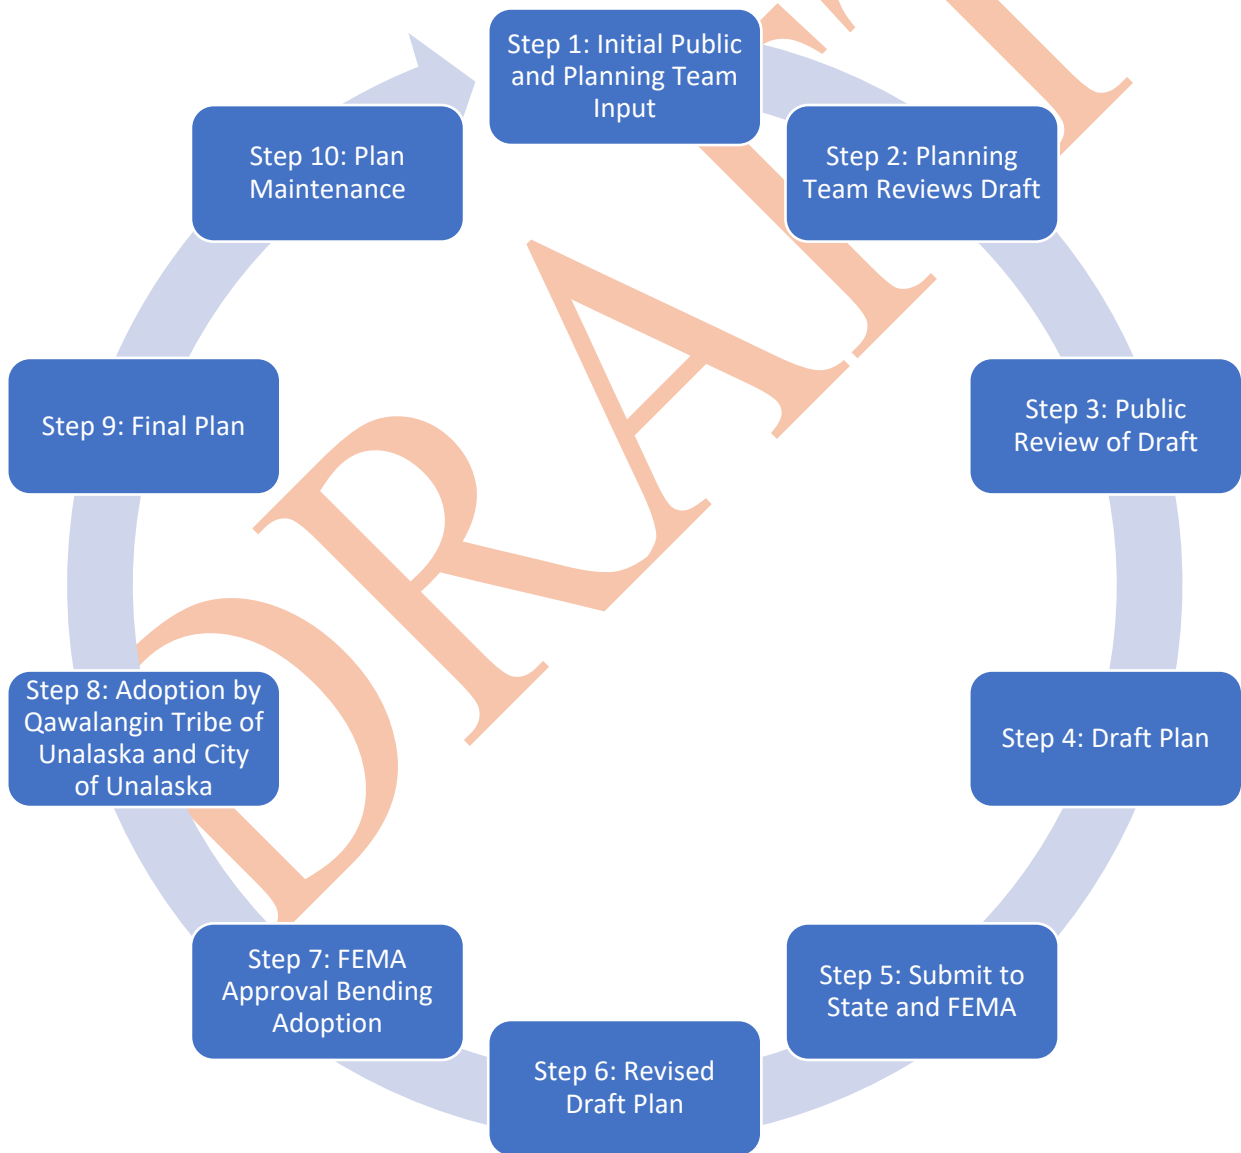 Step 1: Initial Public
and Planning Team
Input
Step 2: Planning
Team Reviews Draft
Step 3: Public
Review of Draft
Step 4: Draft Plan
Step 5: Submit to
State and FEMA
Step 6: Revised
Draft Plan
Step 7: FEMA
Approval Bending
Adoption
Step 8: Adoption by
Qawalangin Tribe of
Unalaska and City
of Unalaska
Step 9: Final Plan
Step 10: Plan
Maintenance
DRAFT